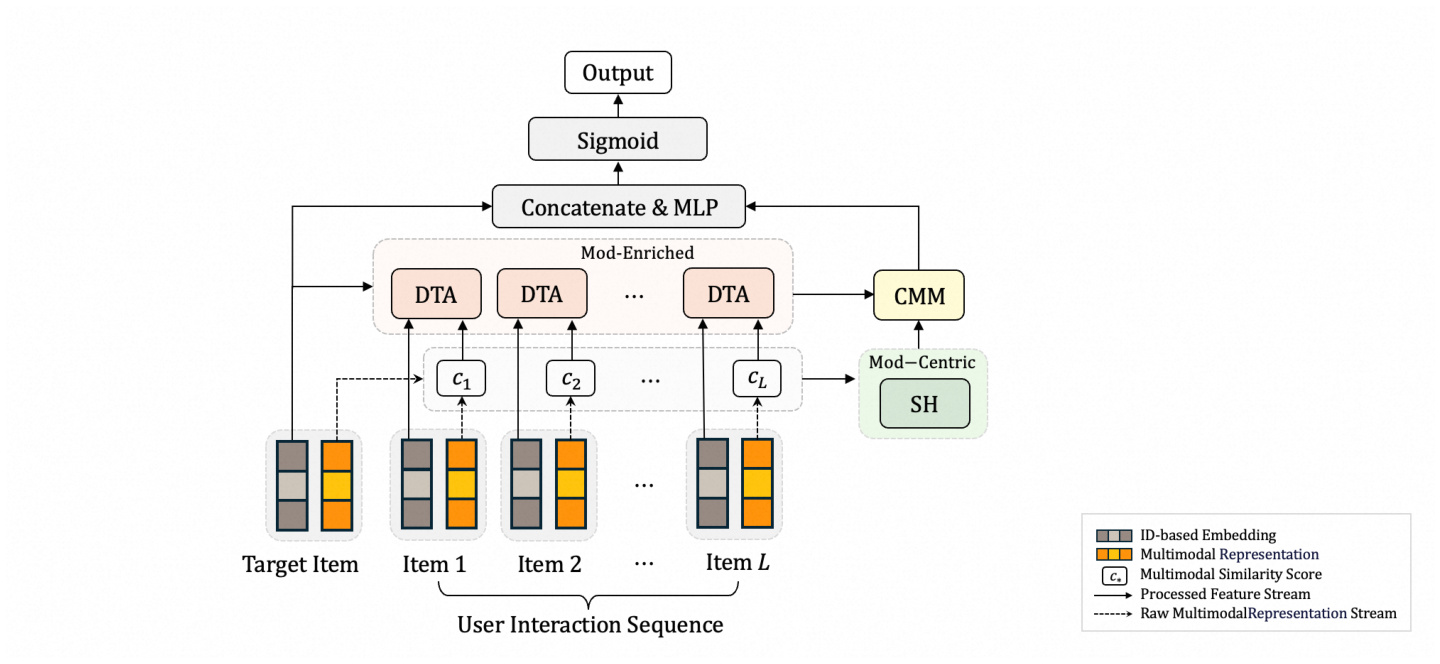 Output
Sigmoid
Concatenate & MLP
Mod-Enriched
DTA
DTA
...
DTA
CMM
Mod−Centric
SH
c1
c2
...
cL
...
Target Item
Item 1
Item 2
...
Item L
User Interaction Sequence
ID-based Embedding
Multimodal Representation
c* Multimodal Similarity Score
Processed Feature Stream
Raw MultimodalRepresentation Stream